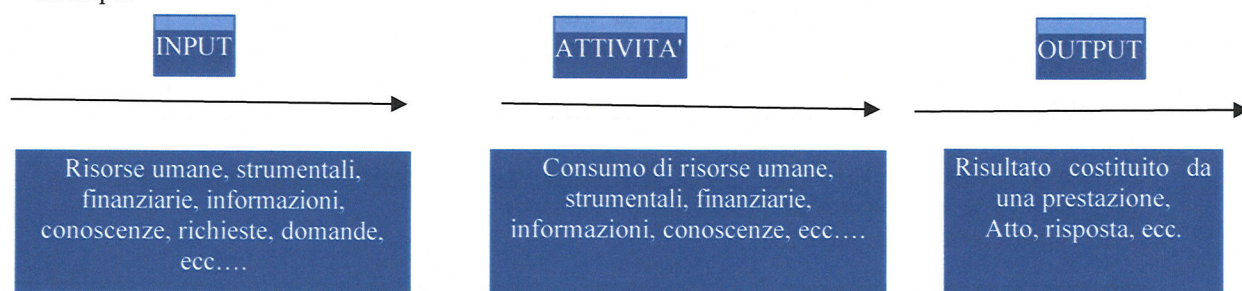 INPUT
ATTIVITA'
OUTPUT
Risorse umane, strumentali,
finanziarie, informazioni,
conoscenze, richieste, domande,
ecc....
Consumo di risorse umane,
strumentali, finanziarie,
informazioni, conoscenze, ecc....
Risultato costituito da
una prestazione,
Atto, risposta, ecc.